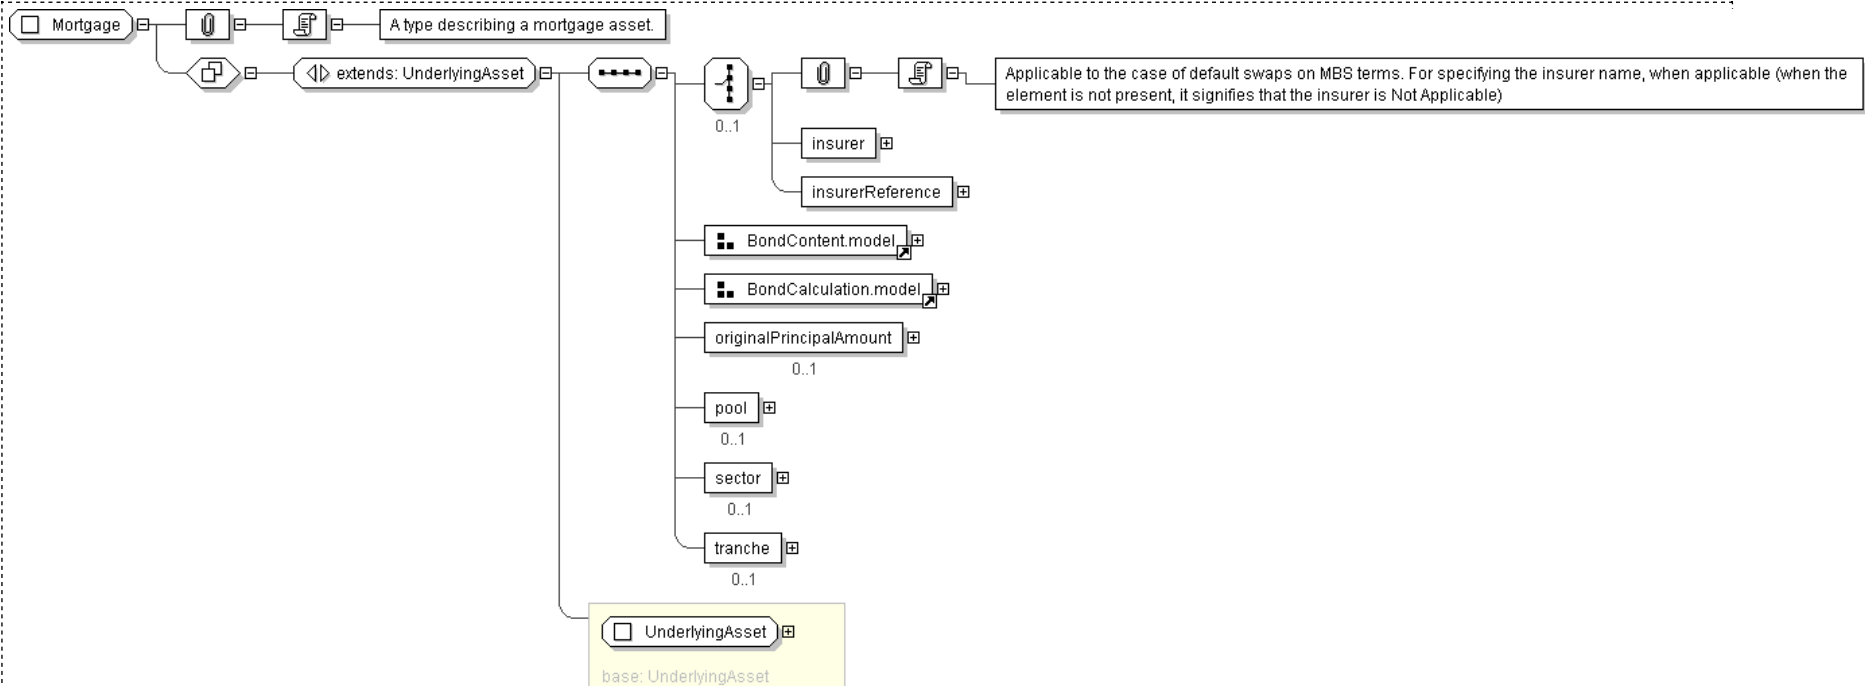 Mortgage
A type describing a mortgage asset.
extends: UnderlyingAsset
0..1
Applicable to the case of default swaps on MBS terms. For specifying the insurer name, when applicable (when the
element is not present, it signifies that the insurer is Not Applicable)
insurer
insurerReference
BondContent.model
BondCalculation.model
originalPrincipalAmount
0..1
pool
0..1
sector
0..1
tranche
0..1
UnderlyingAsset
base: UnderlyingAsset